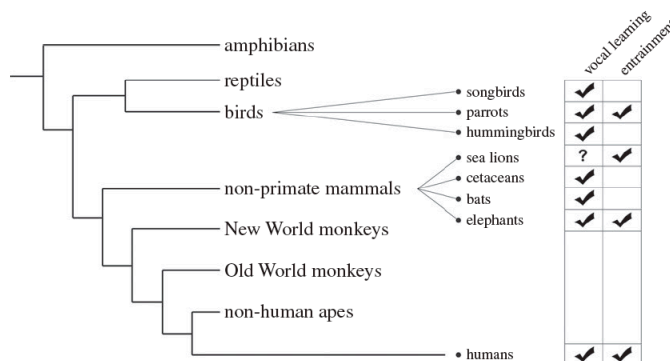 vocal learning
entrainment
amphibians
reptiles
birds
songbirds
parrots
hummingbirds
sea lions ?
non-primate mammals
cetaceans
bats
elephants
New World monkeys
Old World monkeys
non-human apes
humans